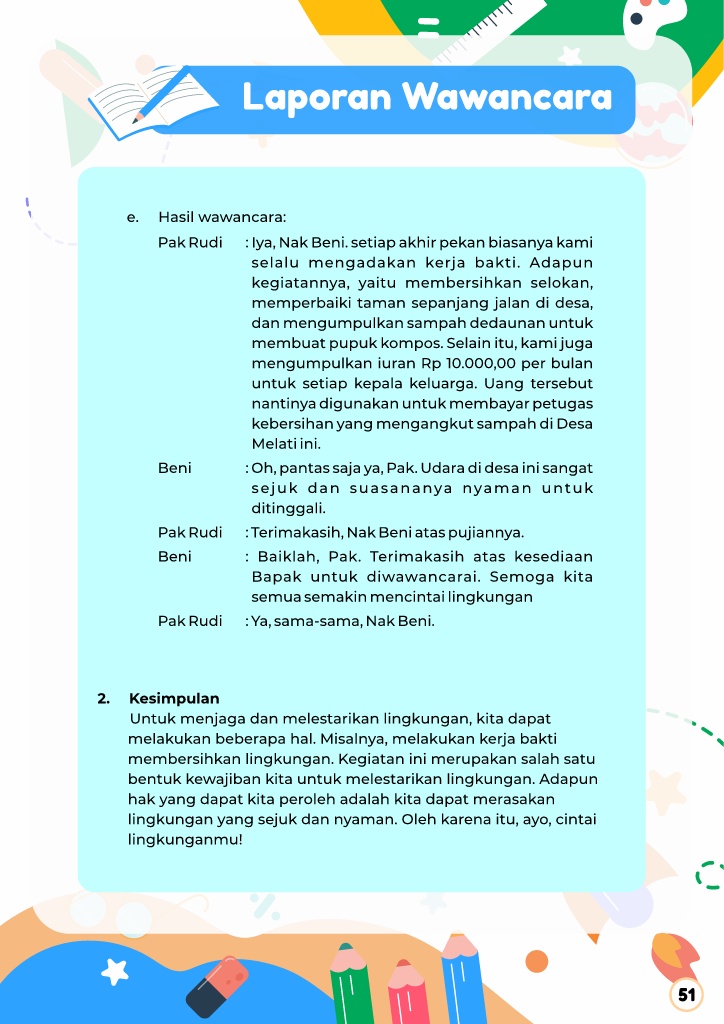 Laporan Wawancara
e. Hasil wawancara:
Pak Rudi : Iya, Nak Beni. setiap akhir pekan biasanya kami
selalu mengadakan kerja bakti. Adapun
kegiatannya, yaitu membersihkan selokan,
memperbaiki taman sepanjang jalan di desa,
dan mengumpulkan sampah dedaunan untuk
membuat pupuk kompos. Selain itu, kami juga
mengumpulkan iuran Rp 10.000,00 per bulan
untuk setiap kepala keluarga. Uang tersebut
nantinya digunakan untuk membayar petugas
kebersihan yang mengangkut sampah di Desa
Melati ini.
Beni : Oh, pantas saja ya, Pak. Udara di desa ini sangat
sejuk dan suasananya nyaman untuk
ditinggali.
Pak Rudi : Terimakasih, Nak Beni atas pujiannya.
Beni : Baiklah, Pak. Terimakasih atas kesediaan
Bapak untuk diwawancarai. Semoga kita
semua semakin mencintai lingkungan
Pak Rudi : Ya, sama-sama, Nak Beni.
2. Kesimpulan
Untuk menjaga dan melestarikan lingkungan, kita dapat
melakukan beberapa hal. Misalnya, melakukan kerja bakti
membersihkan lingkungan. Kegiatan ini merupakan salah satu
bentuk kewajiban kita untuk melestarikan lingkungan. Adapun
hak yang dapat kita peroleh adalah kita dapat merasakan
lingkungan yang sejuk dan nyaman. Oleh karena itu, ayo, cintai
lingkunganmu!
51